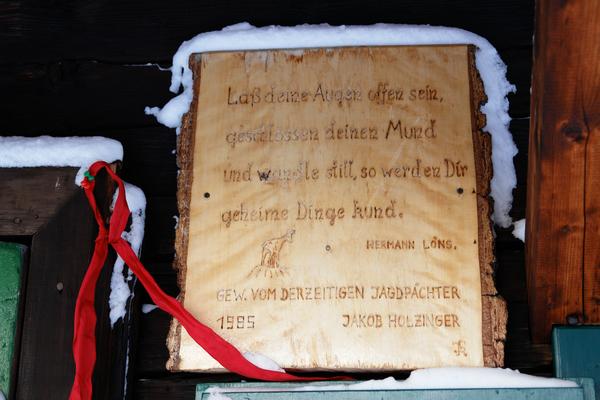 Laß deine Augen offen sein,
geschlossen deinen Mund
und wandle still, so werden Dir
geheime Dinge kund.
HERMANN LÖNS.
GEW. VOM DERZEITIGEN JAGDPÄCHTER
1985 JAKOB HOLZINGER